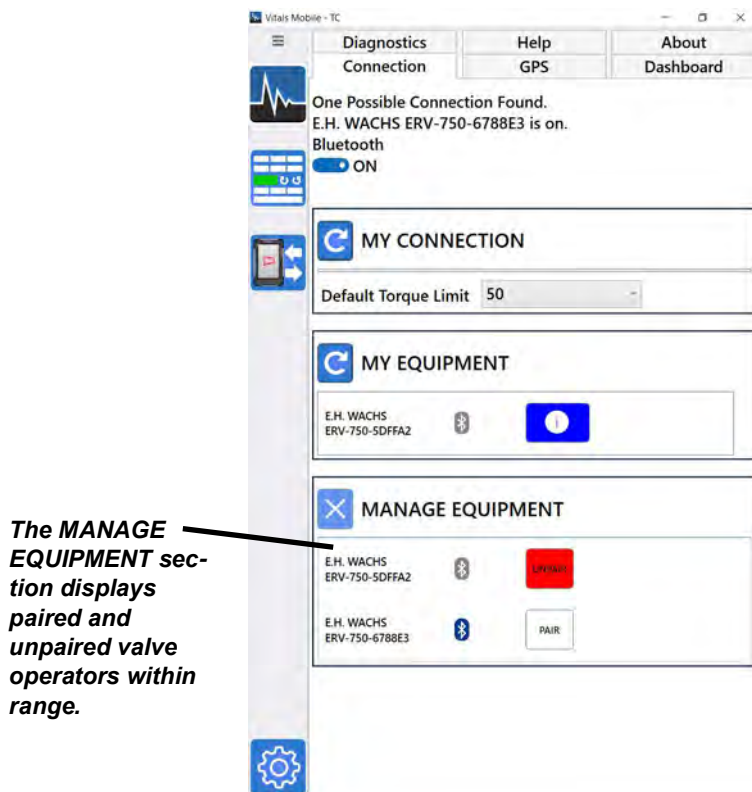 Vitals Mobile - TC
Diagnostics Help About
Connection GPS Dashboard
One Possible Connection Found.
E.H. WACHS ERV-750-6788E3 is on.
Bluetooth
ON
MY CONNECTION
Default Torque Limit 50
MY EQUIPMENT
E.H. WACHS
ERV-750-5DFFA2
MANAGE EQUIPMENT
E.H. WACHS
ERV-750-5DFFA2
UNPAIR
E.H. WACHS
ERV-750-6788E3
PAIR
The MANAGE
EQUIPMENT sec-
tion displays
paired and
unpaired valve
operators within
range.